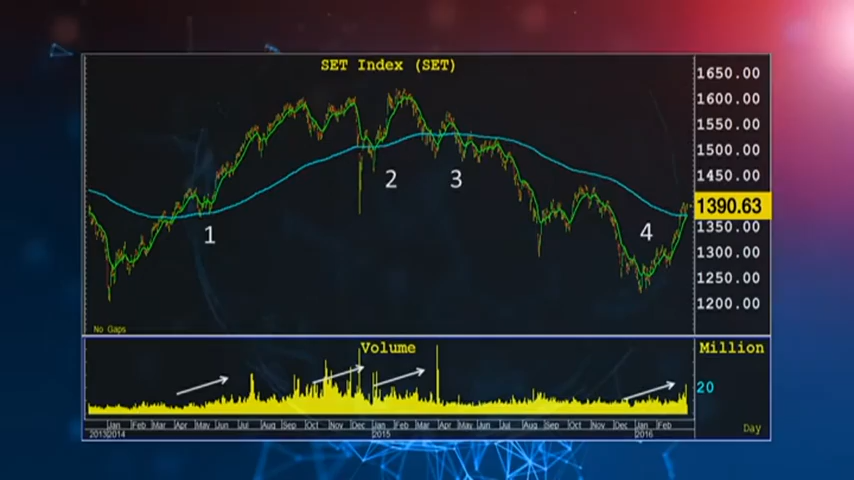 SET Index (SET)
1650.00
1600.00
1550.00
1500.00
1450.00
1390.63
1350.00
1300.00
1250.00
1200.00
1
2
3
4
No Gaps
Volume
Million
20
Day
Jan Feb Mar Apr May Jun Jul Aug Sep Oct Nov Dec Jan Feb Mar Apr May Jun Jul Aug Sep Oct Nov Dec Jan Feb
2013 2014 2015 2016